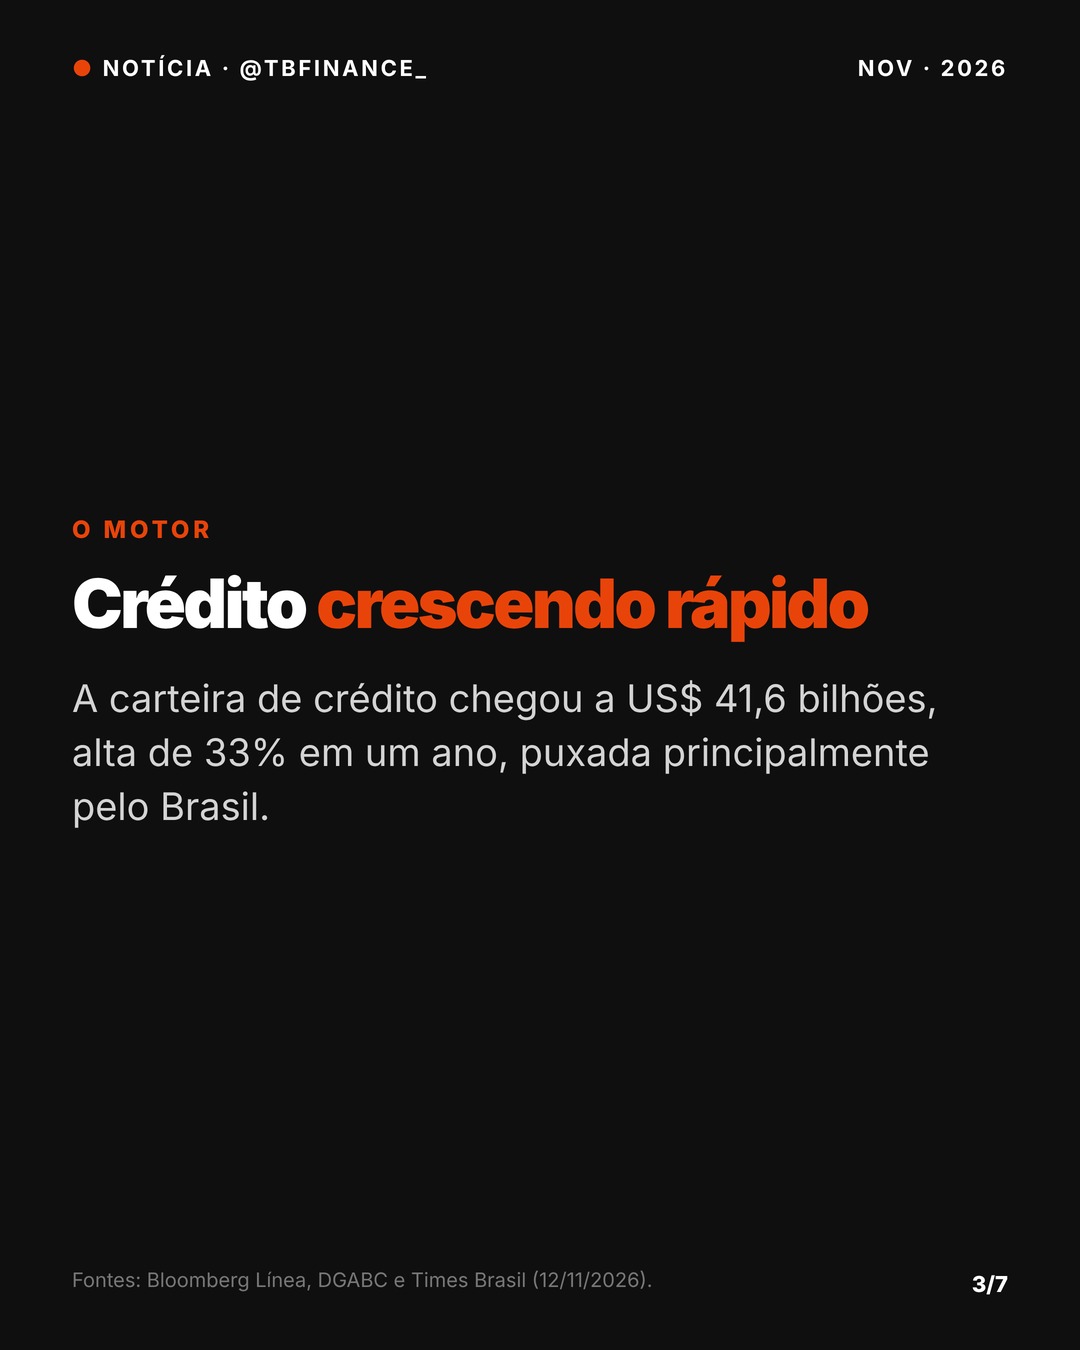 NOTÍCIA · @TBFINANCE_
NOV · 2026
O MOTOR
Crédito crescendo rápido
A carteira de crédito chegou a US$ 41,6 bilhões,
alta de 33% em um ano, puxada principalmente
pelo Brasil.
Fontes: Bloomberg Línea, DGABC e Times Brasil (12/11/2026).
3/7